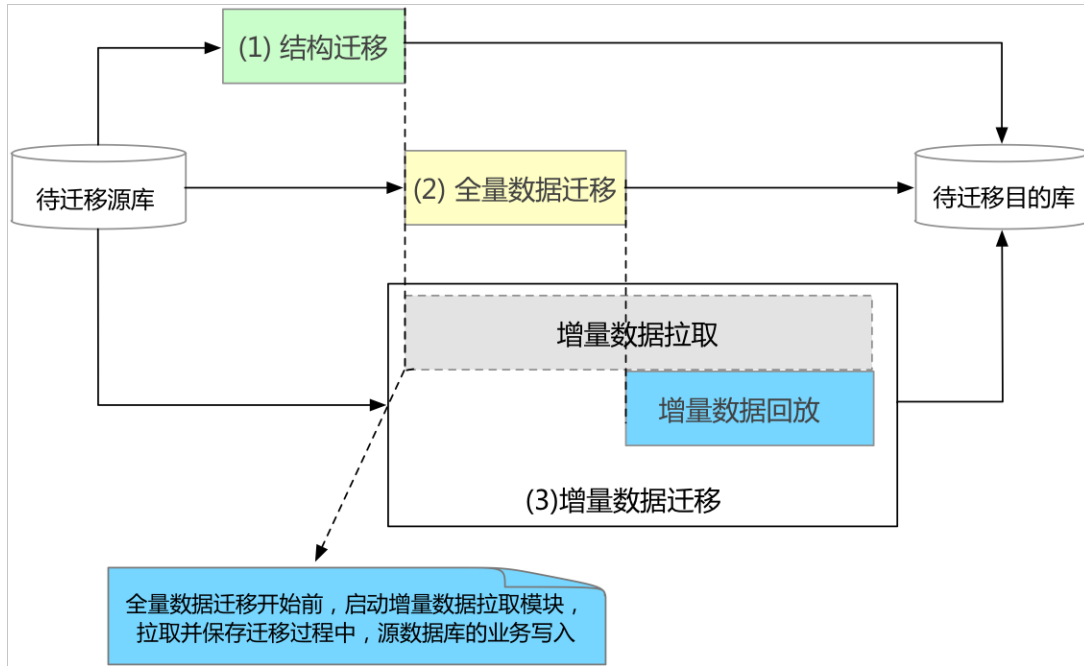 (1) 结构迁移
待迁移源库
(2) 全量数据迁移
待迁移目的库
增量数据拉取
增量数据回放
(3)增量数据迁移
全量数据迁移开始前，启动增量数据拉取模块，
拉取并保存迁移过程中，源数据库的业务写入